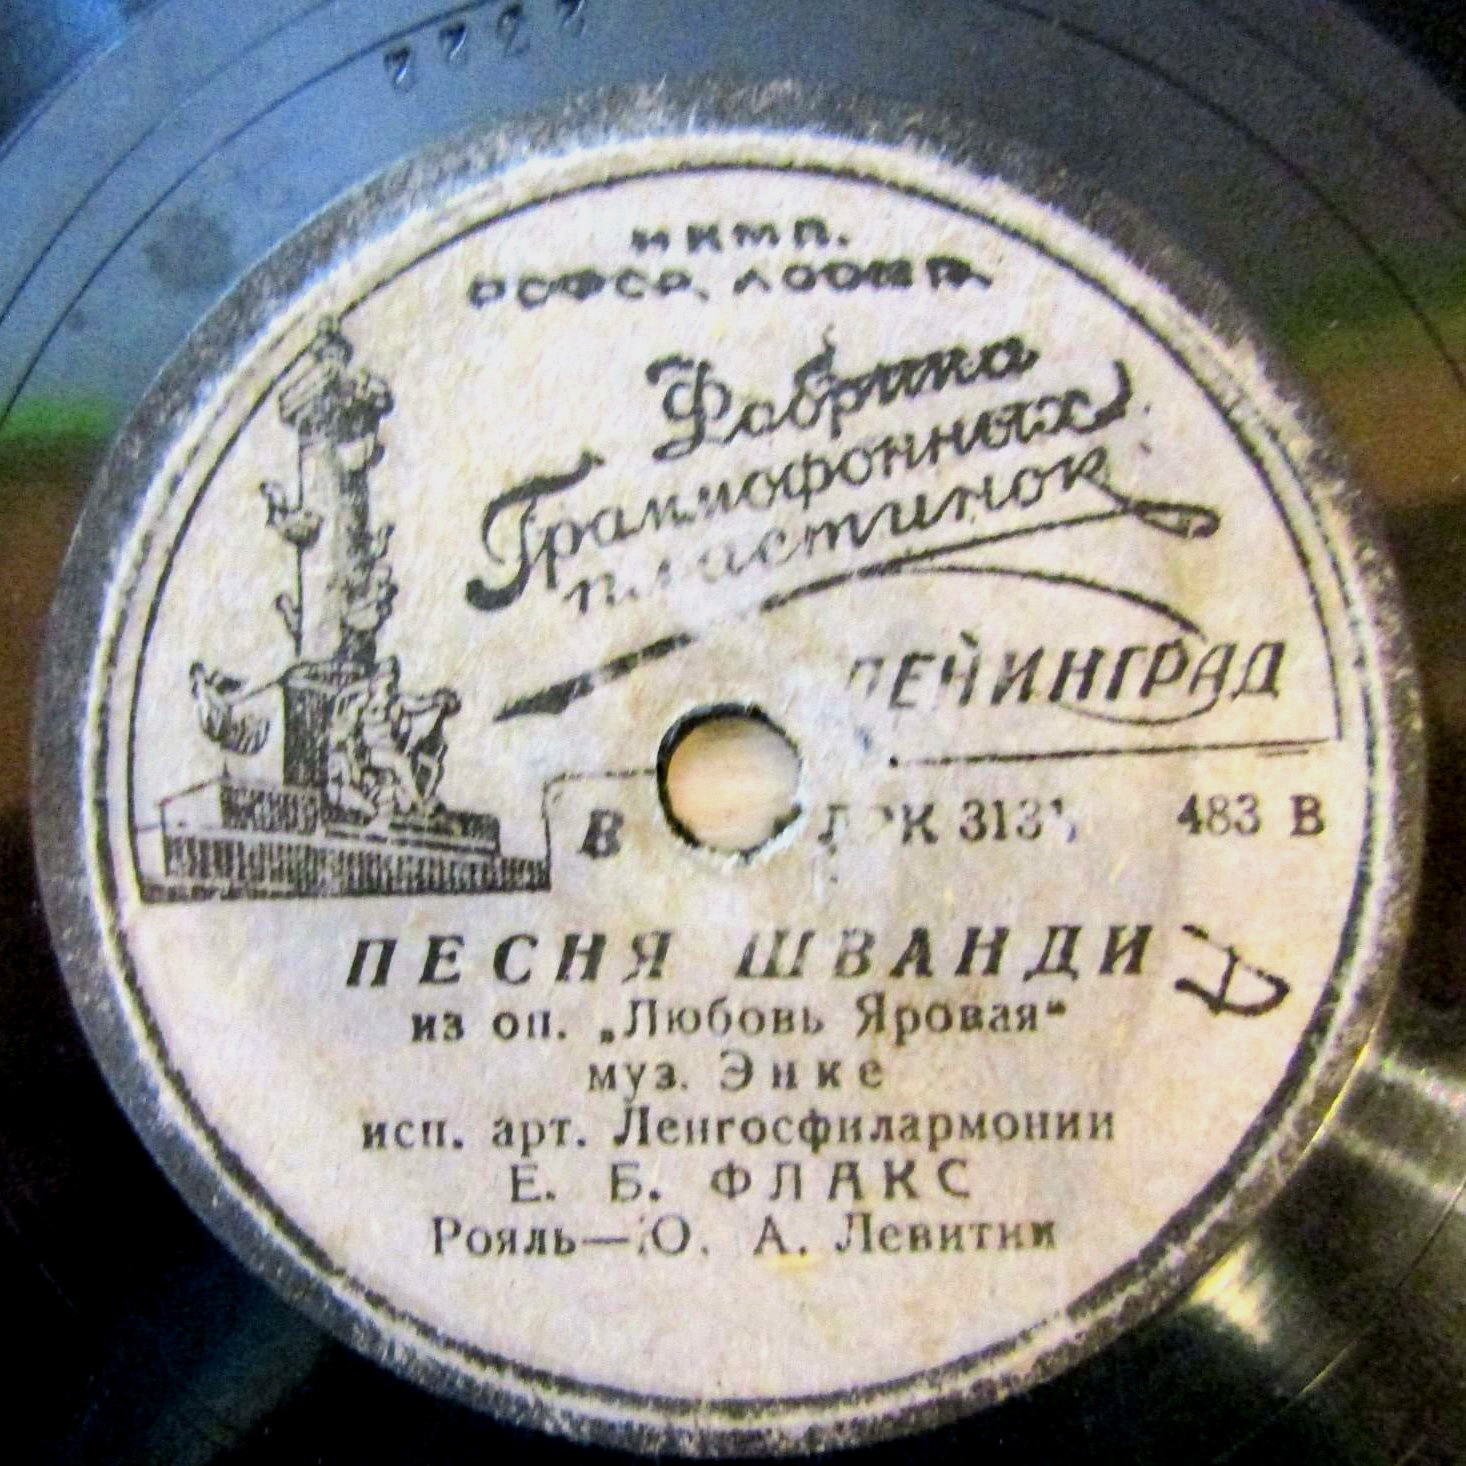 НКМП.
РСФСР.
Фабрика
Граммофонных
пластинок
ЛЕНИНГРАД
В
483 В
ПЕСНЯ ШВАНДИ
из оп. „Любовь Яровая“
муз. Энке
исп. арт. Ленгосфилармонии
Е. Б. ФЛАКС
Рояль—О. А. Левитин